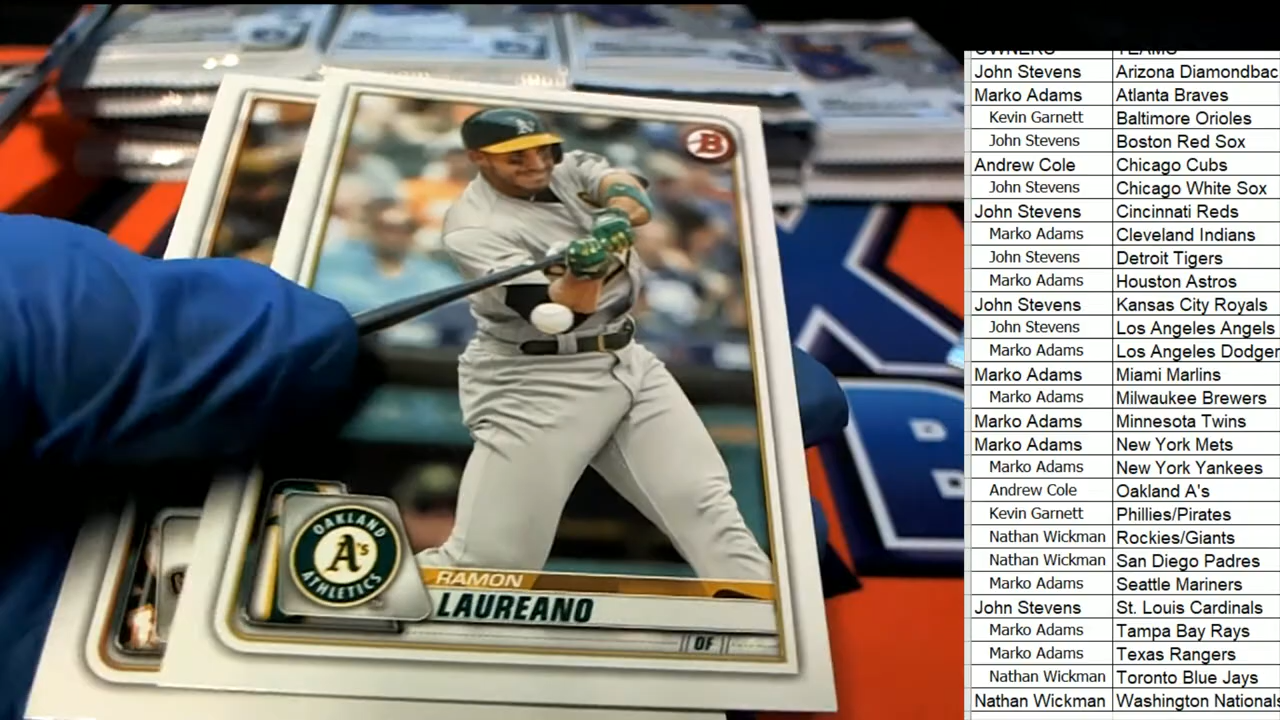 OAKLAND
A's
ATHLETICS
RAMON
LAUREANO
OF
B
A's
OWNERS TEAMS
John Stevens Arizona Diamondbac
Marko Adams Atlanta Braves
Kevin Garnett Baltimore Orioles
John Stevens Boston Red Sox
Andrew Cole Chicago Cubs
John Stevens Chicago White Sox
John Stevens Cincinnati Reds
Marko Adams Cleveland Indians
John Stevens Detroit Tigers
Marko Adams Houston Astros
John Stevens Kansas City Royals
John Stevens Los Angeles Angels
Marko Adams Los Angeles Dodger
Marko Adams Miami Marlins
Marko Adams Milwaukee Brewers
Marko Adams Minnesota Twins
Marko Adams New York Mets
Marko Adams New York Yankees
Andrew Cole Oakland A's
Kevin Garnett Phillies/Pirates
Nathan Wickman Rockies/Giants
Nathan Wickman San Diego Padres
Marko Adams Seattle Mariners
John Stevens St. Louis Cardinals
Marko Adams Tampa Bay Rays
Marko Adams Texas Rangers
Nathan Wickman Toronto Blue Jays
Nathan Wickman Washington Nationals